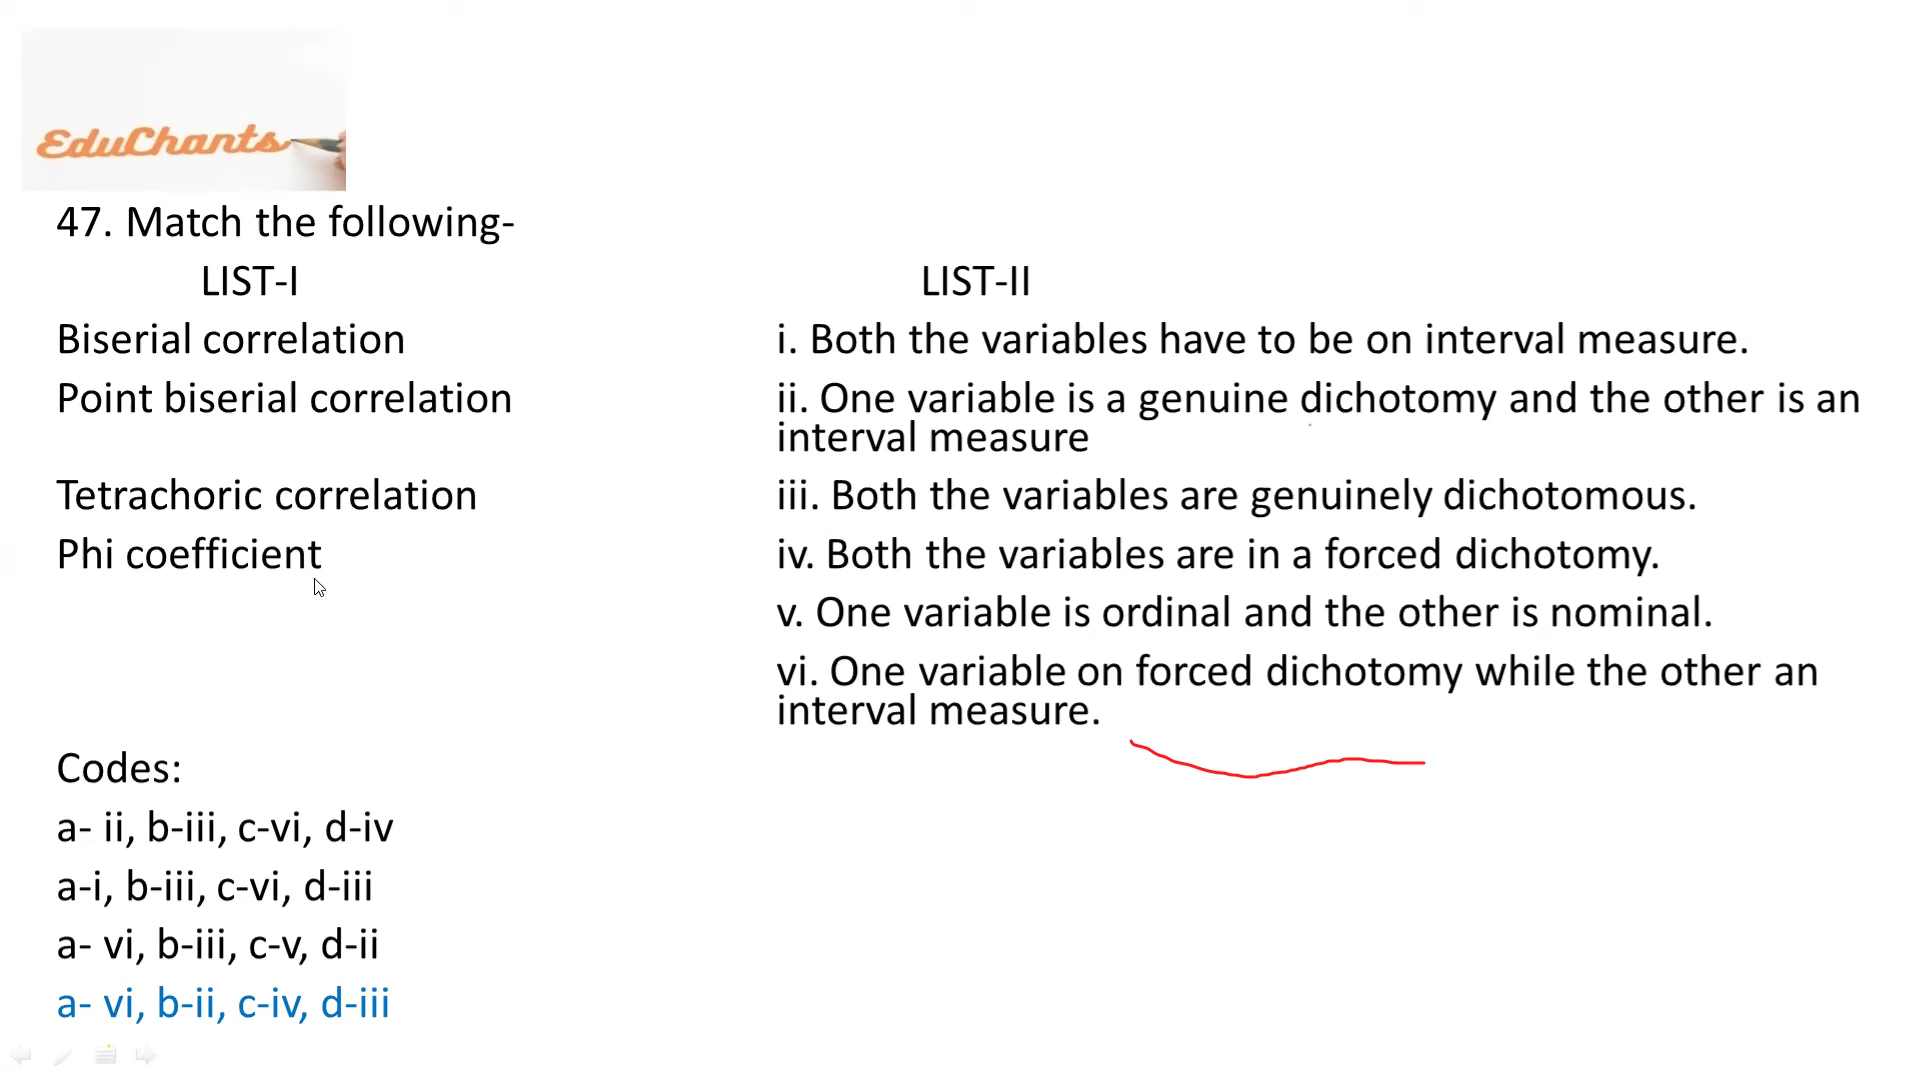 EduChants
47. Match the following-
LIST-I LIST-II
Biserial correlation i. Both the variables have to be on interval measure.
Point biserial correlation ii. One variable is a genuine dichotomy and the other is an
interval measure
Tetrachoric correlation iii. Both the variables are genuinely dichotomous.
Phi coefficient iv. Both the variables are in a forced dichotomy.
v. One variable is ordinal and the other is nominal.
vi. One variable on forced dichotomy while the other an
interval measure.
Codes:
a- ii, b-iii, c-vi, d-iv
a-i, b-iii, c-vi, d-iii
a- vi, b-iii, c-v, d-ii
a- vi, b-ii, c-iv, d-iii